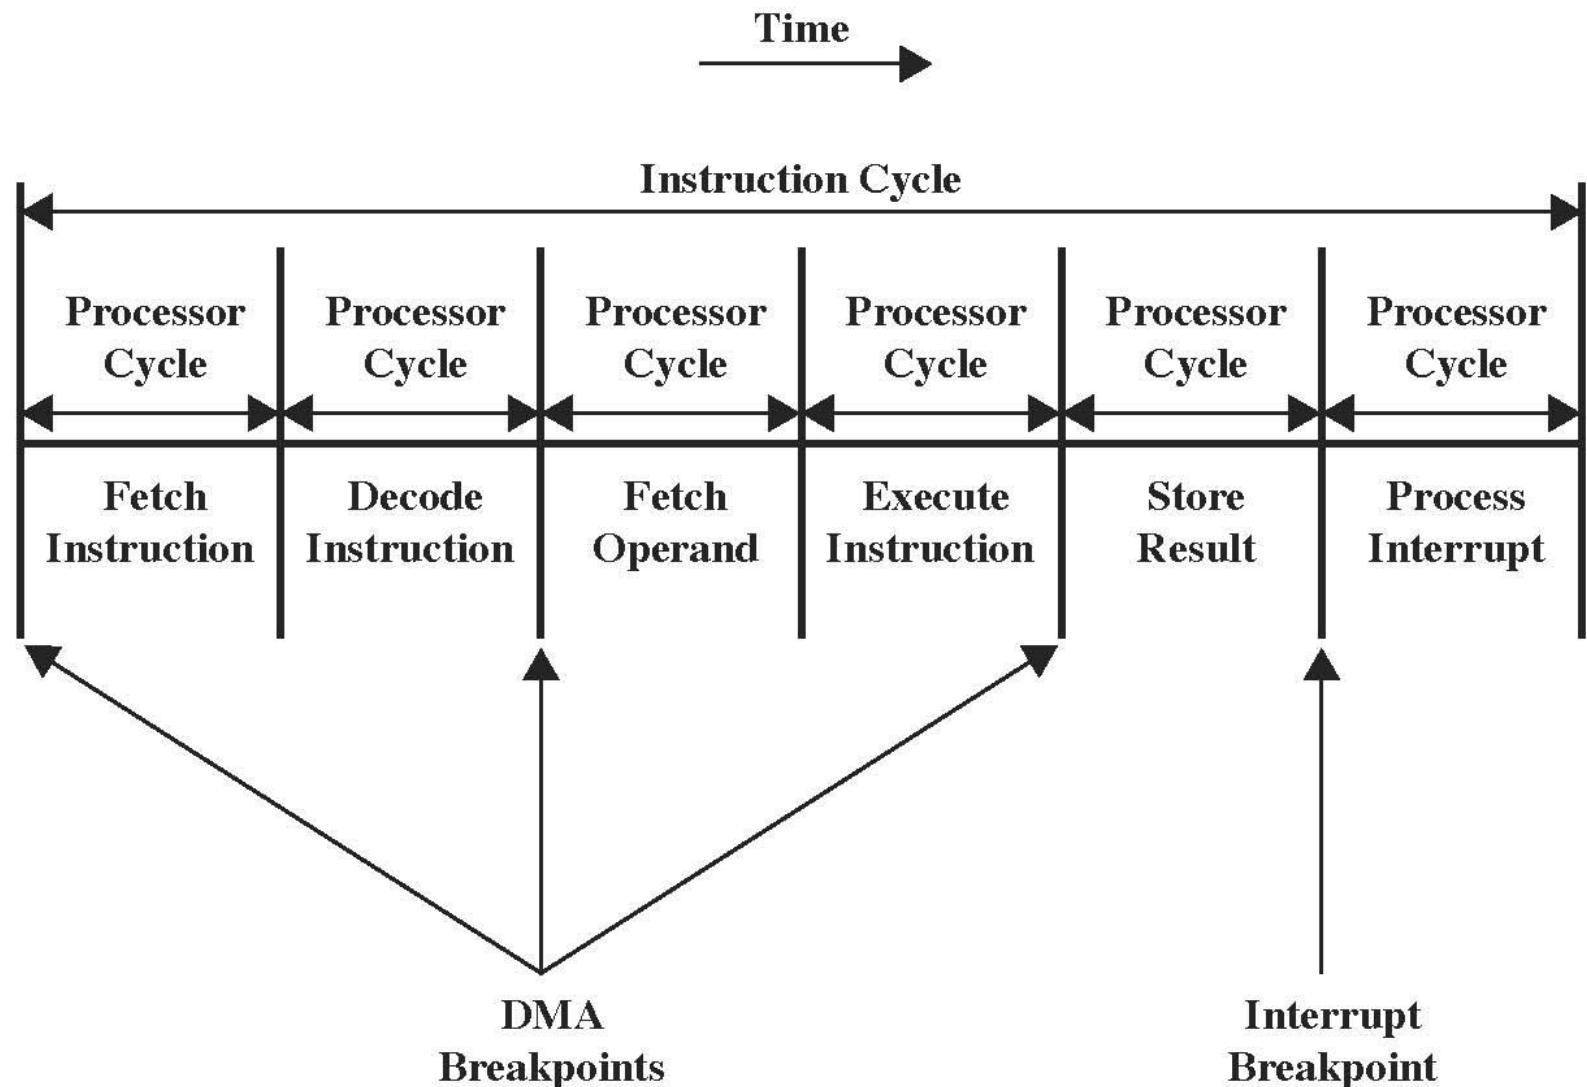 Time
Instruction Cycle
Processor Processor Processor Processor Processor Processor
Cycle Cycle Cycle Cycle Cycle Cycle
Fetch Decode Fetch Execute Store Process
Instruction Instruction Operand Instruction Result Interrupt
DMA Interrupt
Breakpoints Breakpoint